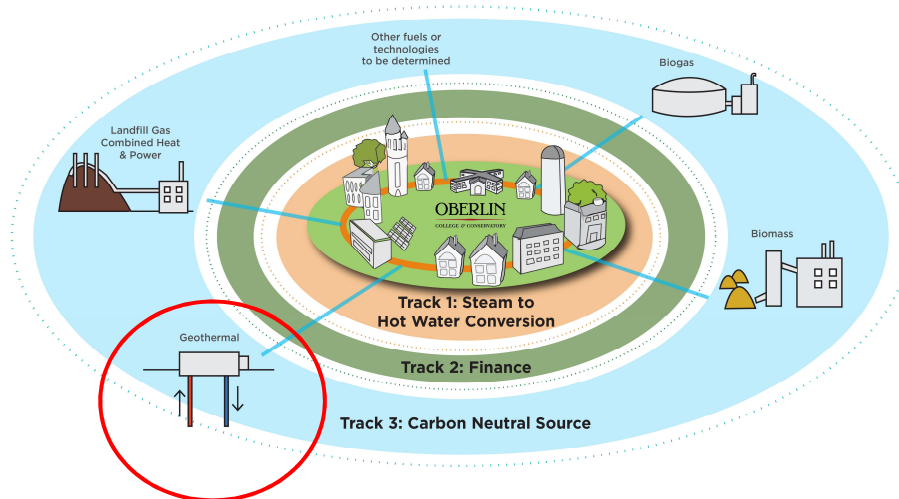 Other fuels or
technologies
to be determined
Biogas
Landfill Gas
Combined Heat
& Power
OBERLIN
COLLEGE & CONSERVATORY
Biomass
Track 1: Steam to
Hot Water Conversion
Geothermal
Track 2: Finance
Track 3: Carbon Neutral Source